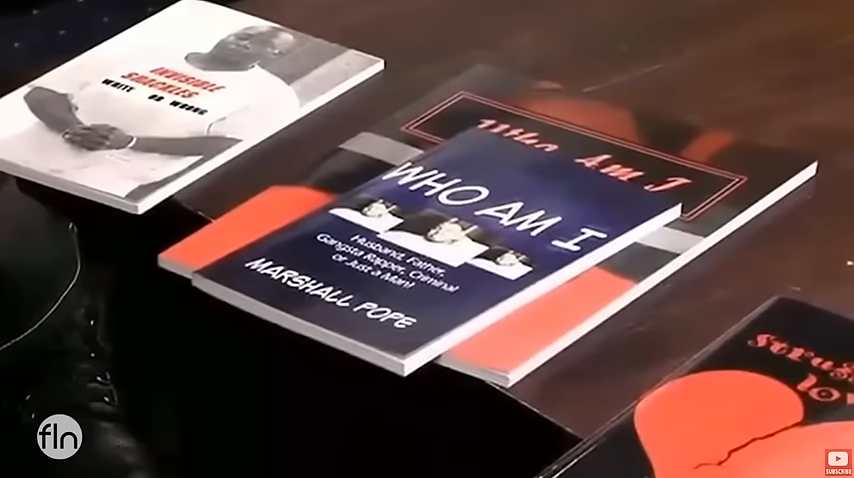 INVISIBLE
SHACKLES
WRITE OR WRONG
Who Am I
WHO AM I
Husband, Father,
Gangsta Rapper, Criminal
or Just a Man!
MARSHALL POPE
fln
SUBSCRIBE